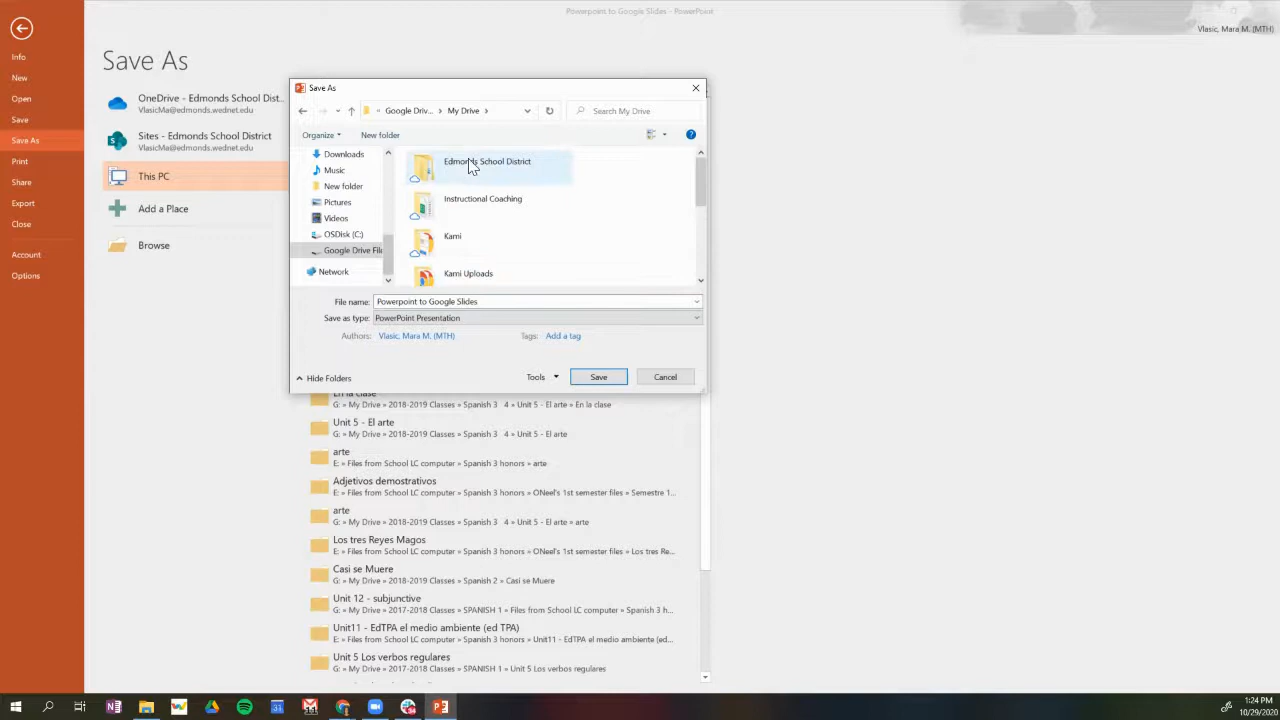 Powerpoint to Google Slides - PowerPoint
Vlasic, Mara M. (MTH)
Info
New
Open
Save
Save As
Print
Share
Export
Close
Account
Options
Save As
OneDrive - Edmonds School Dist...
VlasicMa@edmonds.wednet.edu
Sites - Edmonds School District
VlasicMa@edmonds.wednet.edu
This PC
Add a Place
Browse
Save As
« Google Driv... › My Drive ›
Search My Drive
Organize
New folder
Downloads
Music
New folder
Pictures
Videos
OSDisk (C:)
Google Drive Fil
Network
Edmonds School District
Instructional Coaching
Kami
Kami Uploads
File name: Powerpoint to Google Slides
Save as type: PowerPoint Presentation
Authors: Vlasic, Mara M. (MTH)
Tags: Add a tag
Hide Folders
Tools
Save
Cancel
En la clase
G: » My Drive » 2018-2019 Classes » Spanish 3 4 » Unit 5 - El arte » En la clase
Unit 5 - El arte
G: » My Drive » 2018-2019 Classes » Spanish 3 4 » Unit 5 - El arte
arte
E: » Files from School LC computer » Spanish 3 honors » arte
Adjetivos demostrativos
E: » Files from School LC computer » Spanish 3 honors » ONeel's 1st semester files » Semestre 1...
arte
G: » My Drive » 2018-2019 Classes » Spanish 3 4 » Unit 5 - El arte » arte
Los tres Reyes Magos
E: » Files from School LC computer » Spanish 3 honors » ONeel's 1st semester files » Los tres Re...
Casi se Muere
G: » My Drive » 2018-2019 Classes » Spanish 2 » Casi se Muere
Unit 12 - subjunctive
G: » My Drive » 2017-2018 Classes » SPANISH 1 » Files from School LC computer » Spanish 3 h...
Unit11 - EdTPA el medio ambiente (ed TPA)
E: » Files from School LC computer » Spanish 3 honors » Unit11 - EdTPA el medio ambiente (ed...
Unit 5 Los verbos regulares
G: » My Drive » 2017-2018 Classes » SPANISH 1 » Unit 5 Los verbos regulares
1:24 PM
10/29/2020